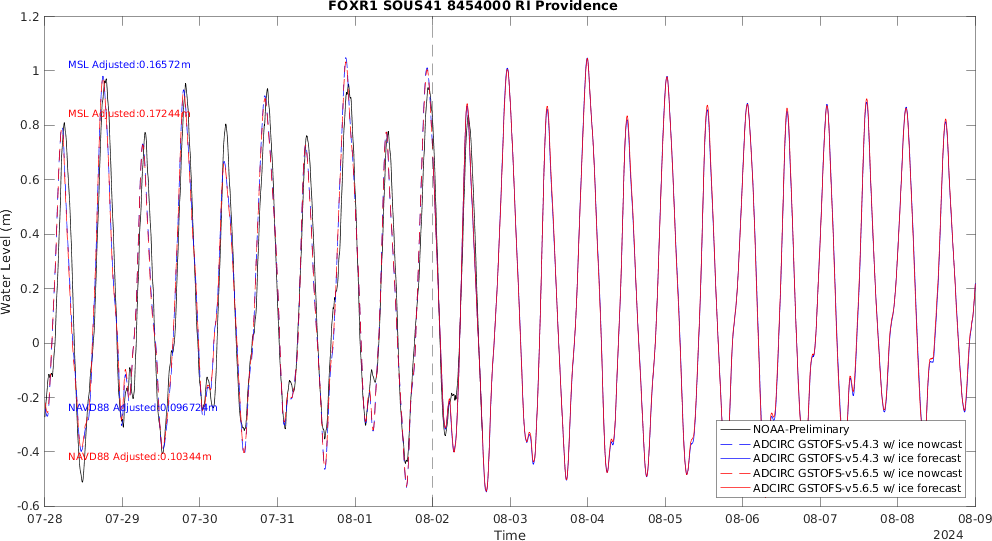 FOXR1 SOUS41 8454000 RI Providence
1.2
1
0.8
0.6
0.4
0.2
0
-0.2
-0.4
-0.6
Water Level (m)
MSL Adjusted:0.16572m
MSL Adjusted:0.17244m
NAVD88 Adjusted:0.096724m
NAVD88 Adjusted:0.10344m
NOAA-Preliminary
ADCIRC GSTOFS-v5.4.3 w/ ice nowcast
ADCIRC GSTOFS-v5.4.3 w/ ice forecast
ADCIRC GSTOFS-v5.6.5 w/ ice nowcast
ADCIRC GSTOFS-v5.6.5 w/ ice forecast
07-28 07-29 07-30 07-31 08-01 08-02 08-03 08-04 08-05 08-06 08-07 08-08 08-09
Time
2024